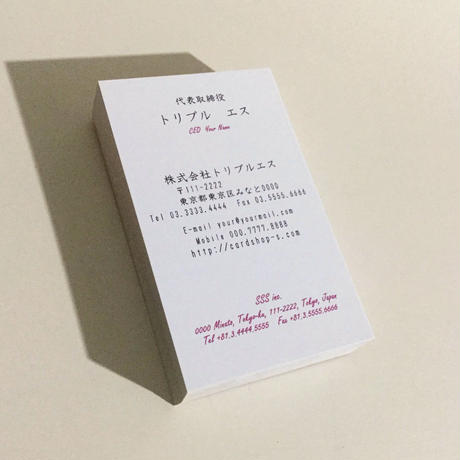 代表取締役
トリプル　エス
CEO Your Name
株式会社トリプルエス
〒111-2222
東京都東京区みなと0000
Tel 03.3333.4444 Fax 03.5555.6666
E-mail your@yourmail.com
Mobile 000.7777.8888
http://cardshop-s.com
SSS inc.
0000 Minato, Tokyo-ku, 111-2222, Tokyo, Japan
Tel +81.3.4444.5555 Fax +81.3.5555.6666